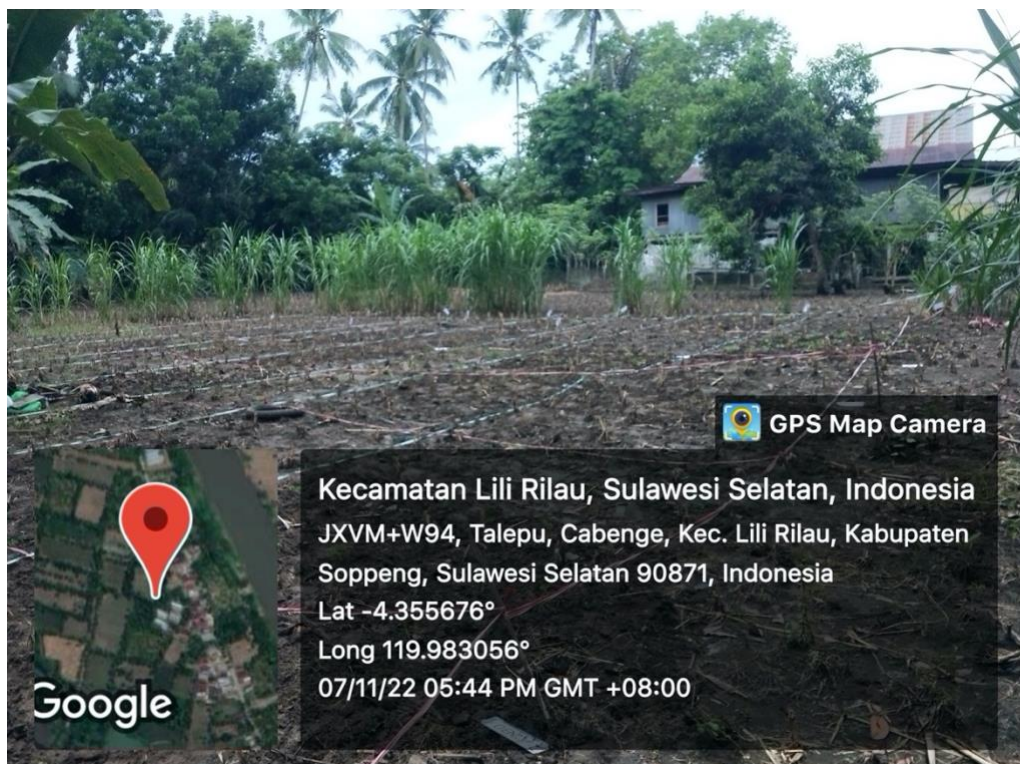 GPS Map Camera
Kecamatan Lili Rilau, Sulawesi Selatan, Indonesia
JXVM+W94, Talepu, Cabenge, Kec. Lili Rilau, Kabupaten
Soppeng, Sulawesi Selatan 90871, Indonesia
Lat -4.355676°
Long 119.983056°
07/11/22 05:44 PM GMT +08:00
Google